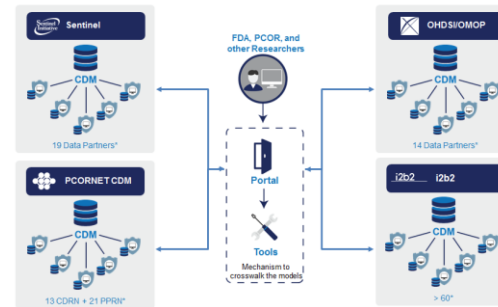 Sentinel
Initiative
Sentinel
CDM
19 Data Partners*
FDA, PCOR, and
other Researchers
Portal
Tools
Mechanism to
crosswalk the models
OHDSI/OMOP
CDM
14 Data Partners*
PCORNET CDM
CDM
13 CDRN + 21 PPRN*
i2b2 i2b2
CDM
> 60*